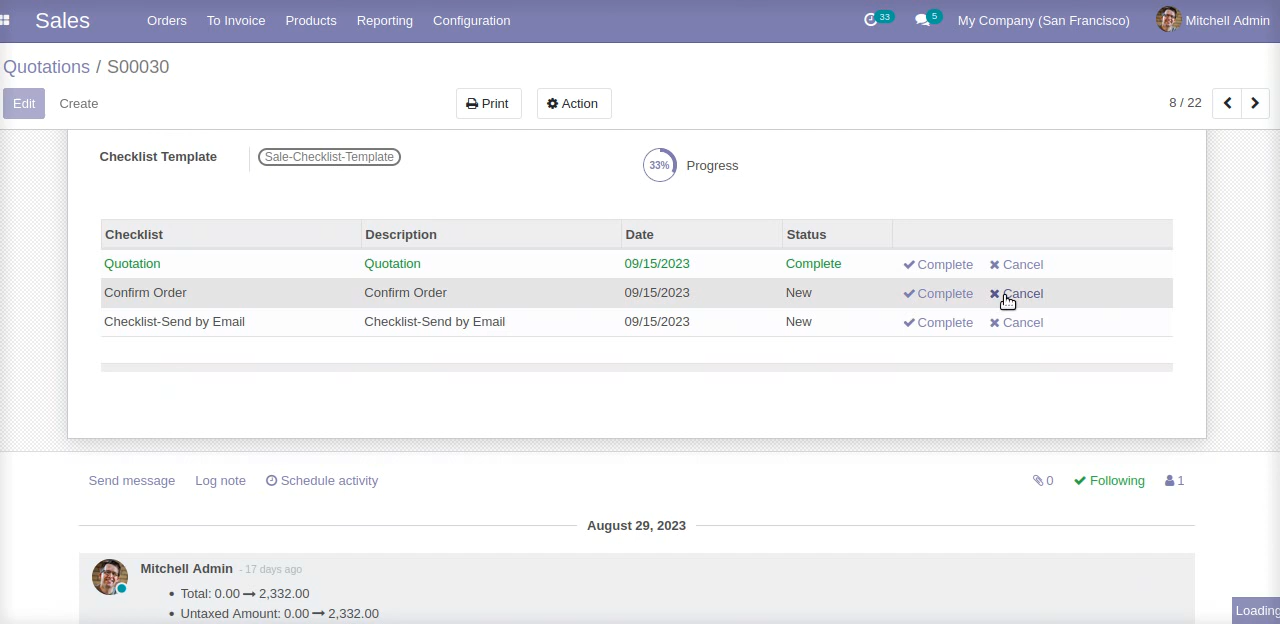 Sales Orders To Invoice Products Reporting Configuration 33 5 My Company (San Francisco) Mitchell Admin
Quotations / S00030
Edit Create Print Action 8 / 22
Checklist Template Sale-Checklist-Template 33% Progress
Checklist Description Date Status
Quotation Quotation 09/15/2023 Complete Complete Cancel
Confirm Order Confirm Order 09/15/2023 New Complete Cancel
Checklist-Send by Email Checklist-Send by Email 09/15/2023 New Complete Cancel
Send message Log note Schedule activity 0 Following 1
August 29, 2023
Mitchell Admin - 17 days ago
• Total: 0.00 → 2,332.00
• Untaxed Amount: 0.00 → 2,332.00
Loading